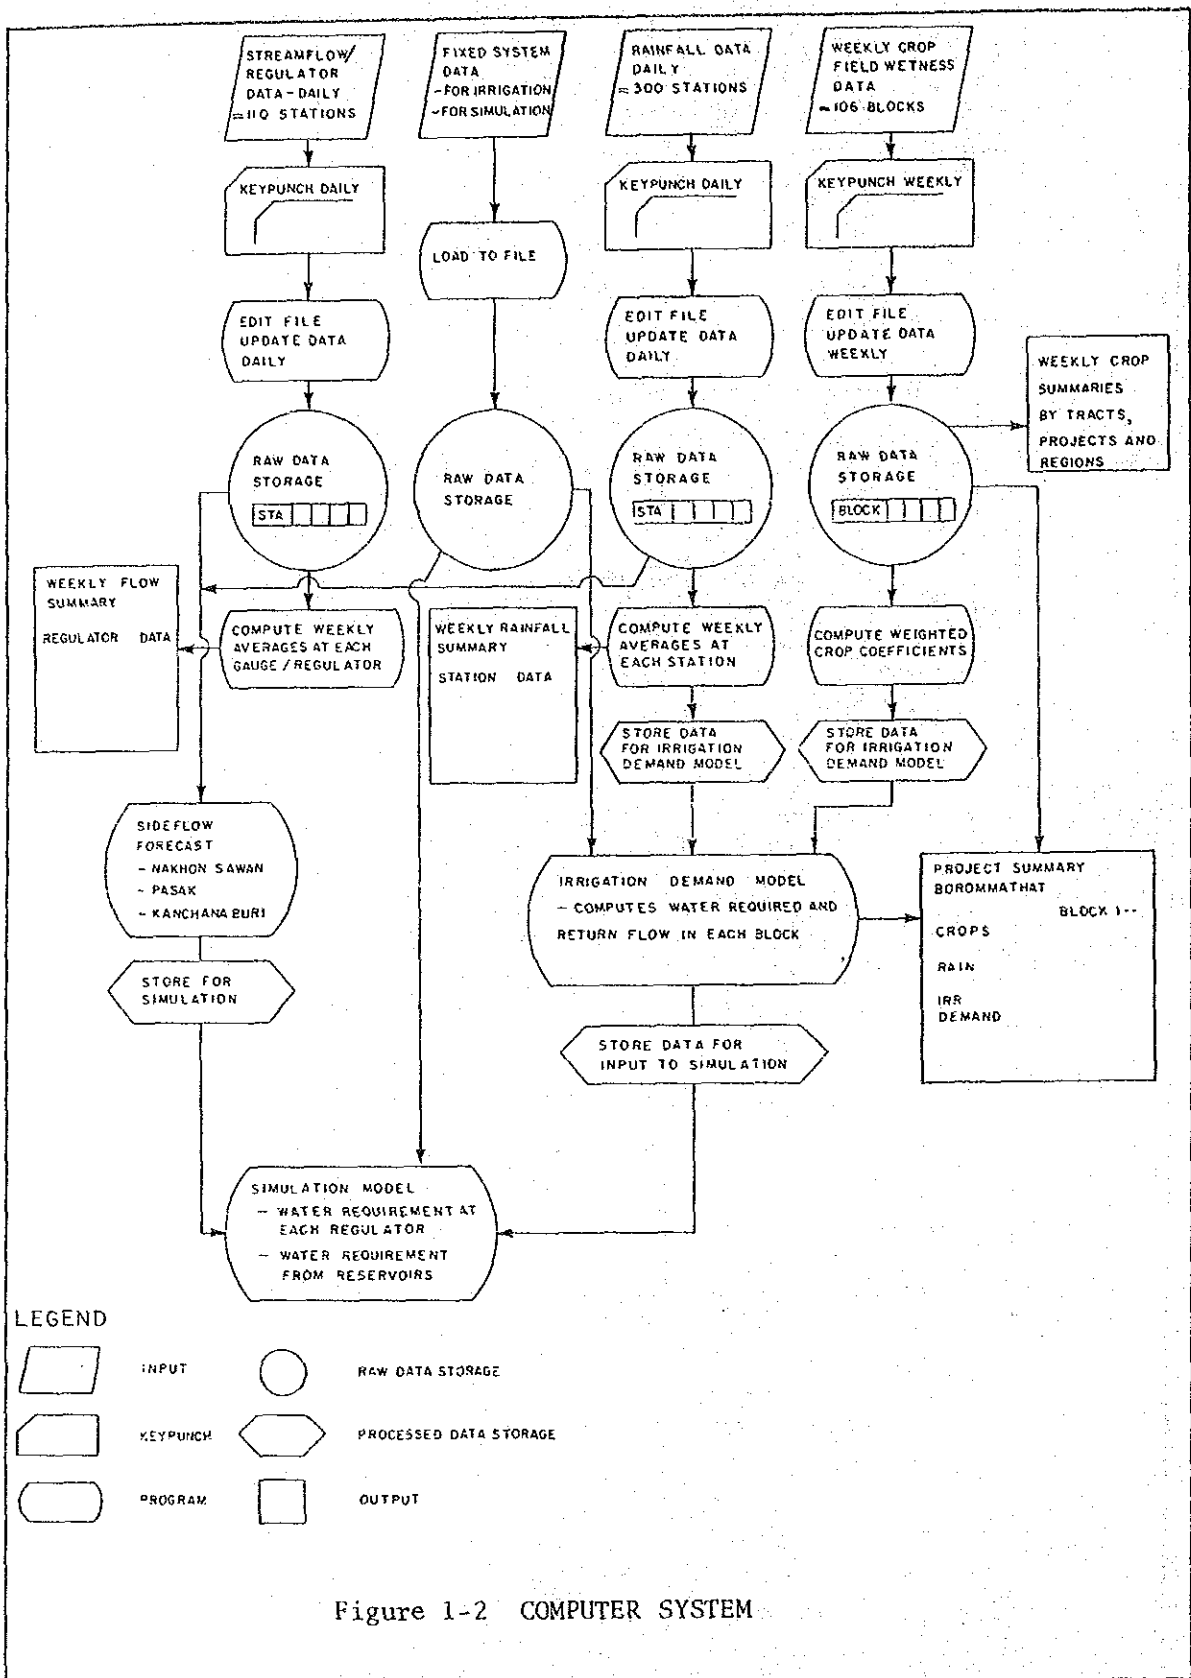 STREAMFLOW/
REGULATOR
DATA-DAILY
≈110 STATIONS
FIXED SYSTEM
DATA
-FOR IRRIGATION
-FOR SIMULATION
RAINFALL DATA
DAILY
≈300 STATIONS
WEEKLY CROP
FIELD WETNESS
DATA
≈106 BLOCKS
KEYPUNCH DAILY
KEYPUNCH DAILY
KEYPUNCH WEEKLY
LOAD TO FILE
EDIT FILE
UPDATE DATA
DAILY
EDIT FILE
UPDATE DATA
DAILY
EDIT FILE
UPDATE DATA
WEEKLY
WEEKLY CROP
SUMMARIES
BY TRACTS,
PROJECTS AND
REGIONS
RAW DATA
STORAGE
STA
RAW DATA
STORAGE
RAW DATA
STORAGE
STA
RAW DATA
STORAGE
BLOCK
WEEKLY FLOW
SUMMARY
REGULATOR DATA
COMPUTE WEEKLY
AVERAGES AT EACH
GAUGE/REGULATOR
WEEKLY RAINFALL
SUMMARY
STATION DATA
COMPUTE WEEKLY
AVERAGES AT
EACH STATION
COMPUTE WEIGHTED
CROP COEFFICIENTS
STORE DATA
FOR IRRIGATION
DEMAND MODEL
STORE DATA
FOR IRRIGATION
DEMAND MODEL
SIDEFLOW
FORECAST
- NAKHON SAWAN
- PASAK
- KANCHANABURI
IRRIGATION DEMAND MODEL
- COMPUTES WATER REQUIRED AND
RETURN FLOW IN EACH BLOCK
PROJECT SUMMARY
BOROMMATHAT
BLOCK 1--
CROPS
RAIN
IRR
DEMAND
STORE FOR
SIMULATION
STORE DATA FOR
INPUT TO SIMULATION
SIMULATION MODEL
- WATER REQUIREMENT AT
EACH REGULATOR
- WATER REQUIREMENT
FROM RESERVOIRS
LEGEND
INPUT
RAW DATA STORAGE
KEYPUNCH
PROCESSED DATA STORAGE
PROGRAM
OUTPUT
Figure 1-2 COMPUTER SYSTEM